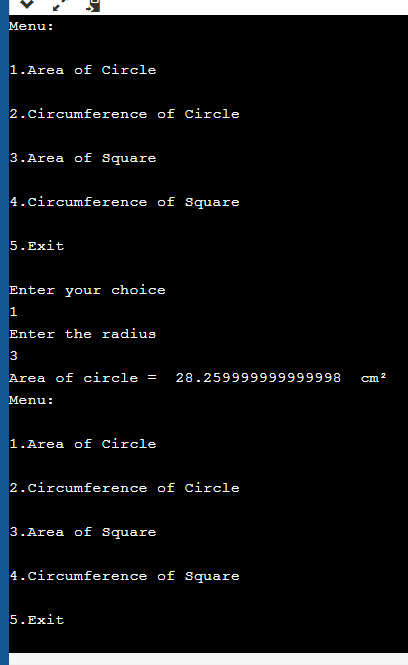 Menu:
1.Area of Circle
2.Circumference of Circle
3.Area of Square
4.Circumference of Square
5.Exit
Enter your choice
1
Enter the radius
3
Area of circle =  28.259999999999998  cm²
Menu:
1.Area of Circle
2.Circumference of Circle
3.Area of Square
4.Circumference of Square
5.Exit